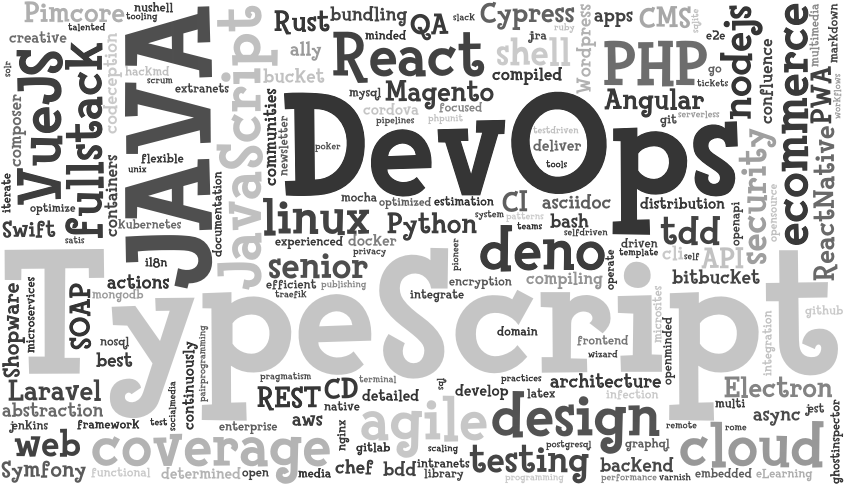 Pimcore
nushell
tooling
talented
creative
solr
VueJS
fullstack
codeception
hackmd
scrum
extranets
JAVA
JavaScript
Rust
bundling
minded
QA
slack
Cypress
ruby
apps
CMS
sqlite
e2e
multimedia
markdown
a11y
React
jra
shell
Wordpress
PHP
go
tickets
nodejs
confluence
ecommerce
PWA
workflows
bucket
compiled
mysql
Magento
cordova
focused
phpunit
pipelines
Angular
git
serverless
composer
iterate
optimize
containers
unix
flexible
communities
newsletter
poker
DevOps
testdriven
deliver
tools
security
opensource
ReactNative
Swift
satis
kubernetes
documentation
mocha
optimized
estimation
CI
asciidoc
distribution
openapi
linux
Python
system
patterns
teams
bash
selfdriven
tdd
experienced
docker
privacy
pioneer
deno
driven
template
cli
self
API
i18n
senior
operate
actions
efficient
publishing
traefik
encryption
compiling
bitbucket
integrate
TypeScript
Shopware
microservices
SOAP
mongodb
nosql
best
continuously
pairprogramming
domain
frontend
wizard
microsites
openminded
integration
github
Laravel
abstraction
jenkins
framework
test
socialmedia
pragmatism
REST
CD
native
terminal
detailed
sql
develop
practices
latex
architecture
infection
Electron
multi
async
jest
ghostinspector
enterprise
aws
nginx
agile
design
remote
rome
web
coverage
gitlab
scaling
postgresql
graphql
cloud
Symfony
functional
determined
open
media
chef
bdd
intranets
library
testing
programming
backend
performance
varnish
embedded
eLearning